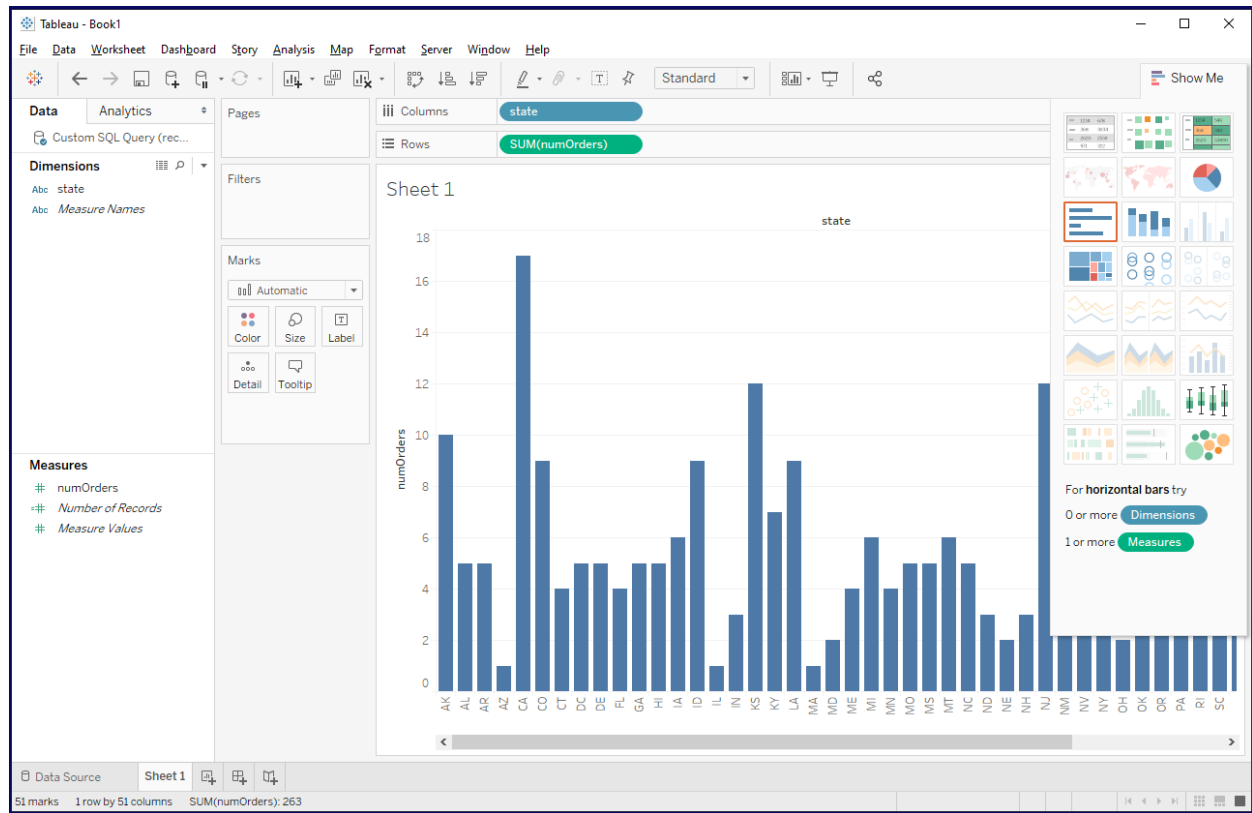 Tableau - Book1
File Data Worksheet Dashboard Story Analysis Map Format Server Window Help
Standard
Show Me
Data Analytics
Custom SQL Query (rec...
Dimensions
Abc state
Abc Measure Names
Measures
# numOrders
=# Number of Records
# Measure Values
Pages
Filters
Marks
Automatic
Color Size Label
Detail Tooltip
Columns state
Rows SUM(numOrders)
Sheet 1
state
numOrders
18
16
14
12
10
8
6
4
2
0
AK AL AR AZ CA CO CT DC DE FL GA HI IA ID IL IN KS KY LA MA MD ME MI MN MO MS MT NC ND NE NH NJ NM NV NY OH OK OR PA RI SC
For horizontal bars try
0 or more Dimensions
1 or more Measures
Data Source Sheet 1
51 marks 1 row by 51 columns SUM(numOrders): 263